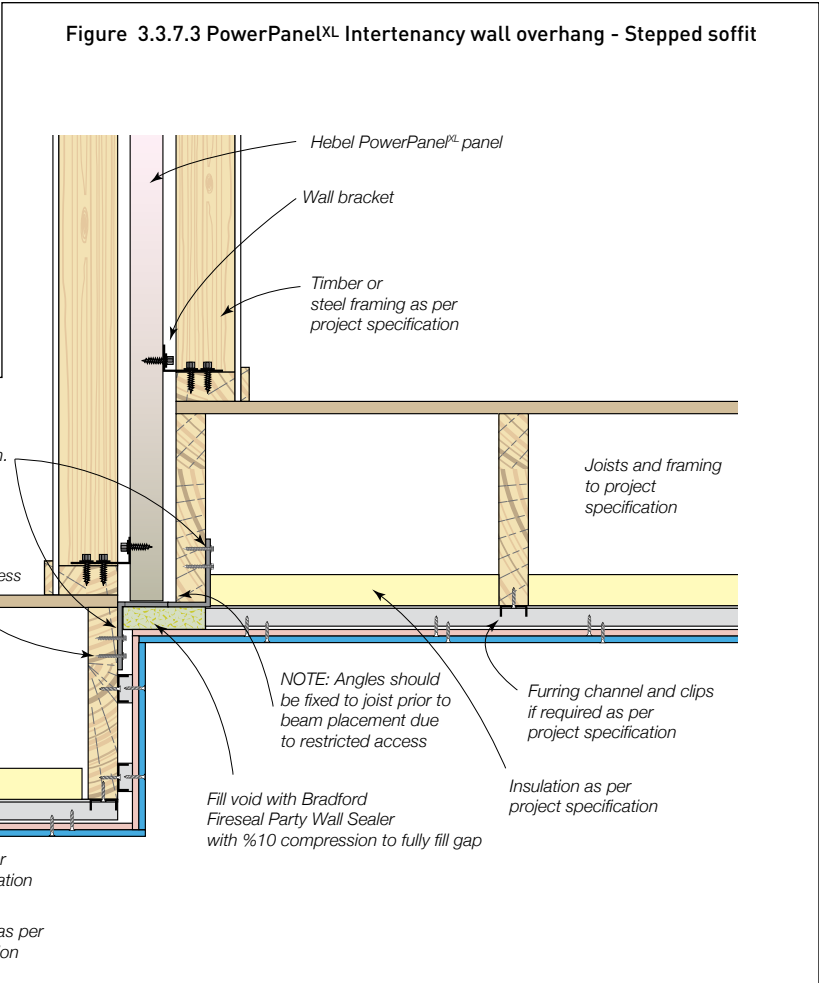 Figure 3.3.7.3 PowerPanelXL Intertenancy wall overhang - Stepped soffit
Hebel PowerPanelXL panel
Wall bracket
Timber or
steel framing as per
project specification
Joists and framing
to project
specification
NOTE: Angles should
be fixed to joist prior to
beam placement due
to restricted access
Furring channel and clips
if required as per
project specification
Insulation as per
project specification
Fill void with Bradford
Fireseal Party Wall Sealer
with %10 compression to fully fill gap
as per